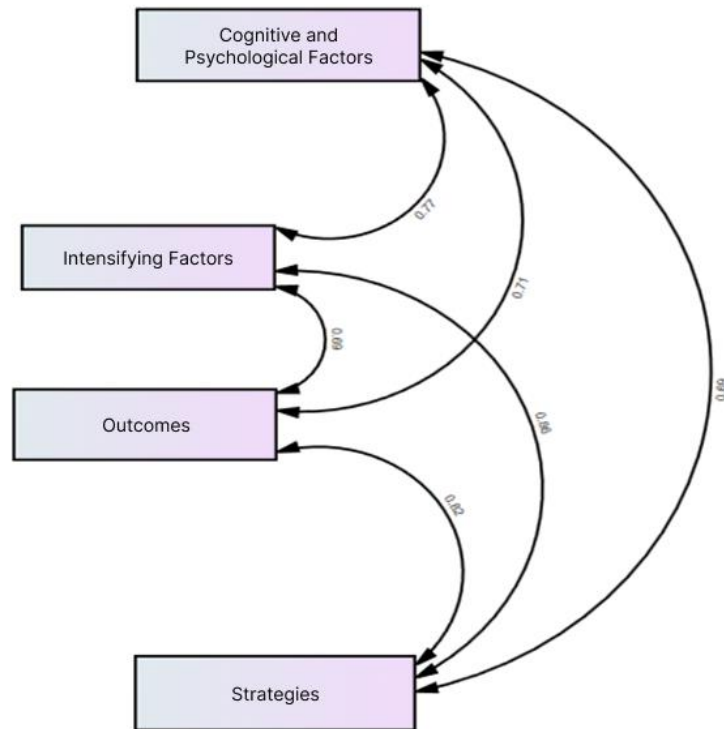 Cognitive and
Psychological Factors
0.77
Intensifying Factors
0.71
0.69
0.69
Outcomes
0.86
0.82
Strategies